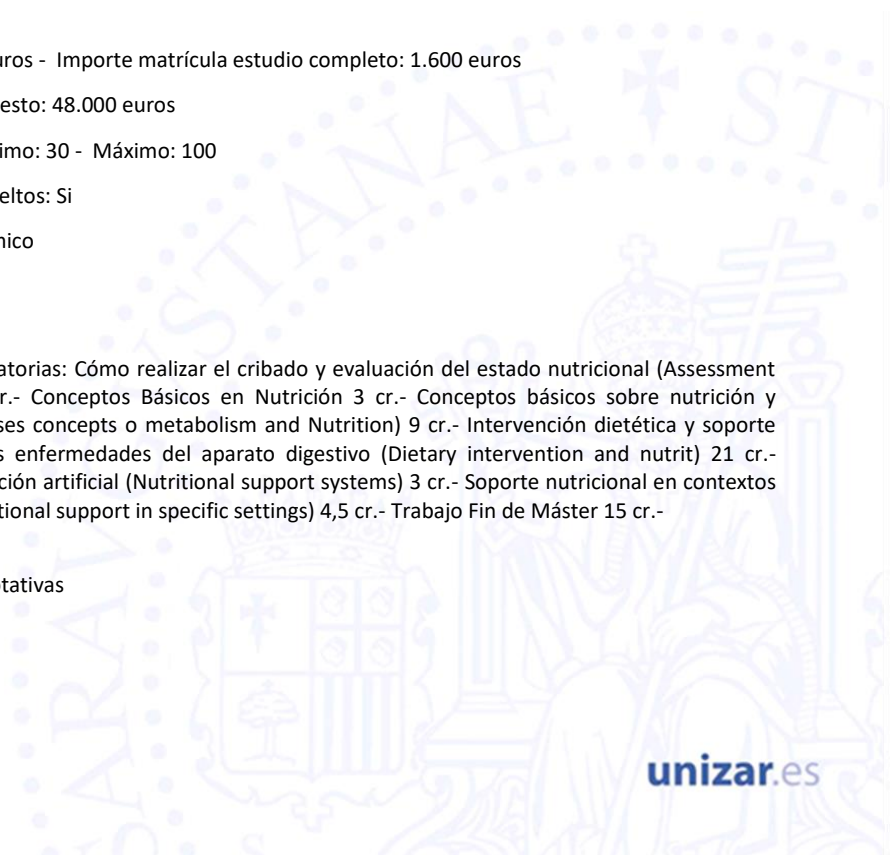 uros - Importe matrícula estudio completo: 1.600 euros
esto: 48.000 euros
imo: 30 - Máximo: 100
eltos: Si
nico
atorias: Cómo realizar el cribado y evaluación del estado nutricional (Assessment
r.- Conceptos Básicos en Nutrición 3 cr.- Conceptos básicos sobre nutrición y
ses concepts o metabolism and Nutrition) 9 cr.- Intervención dietética y soporte
s enfermedades del aparato digestivo (Dietary intervention and nutrit) 21 cr.-
ción artificial (Nutritional support systems) 3 cr.- Soporte nutricional en contextos
tional support in specific settings) 4,5 cr.- Trabajo Fin de Máster 15 cr.-
tativas
unizar.es